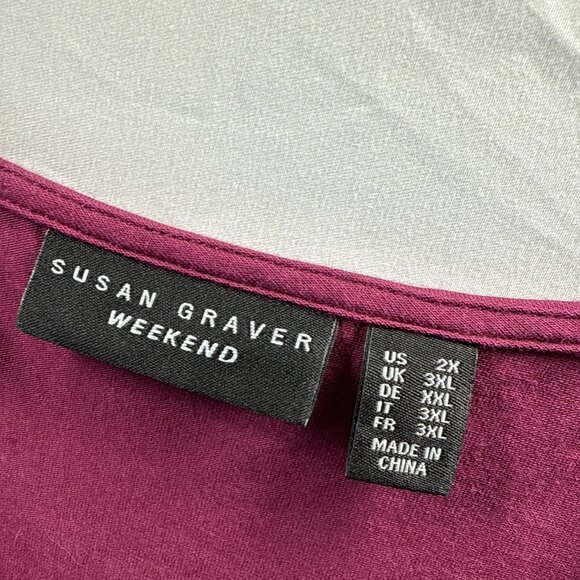 SUSAN GRAVER
WEEKEND
US 2X
UK 3XL
DE XXL
IT 3XL
FR 3XL
MADE IN
CHINA